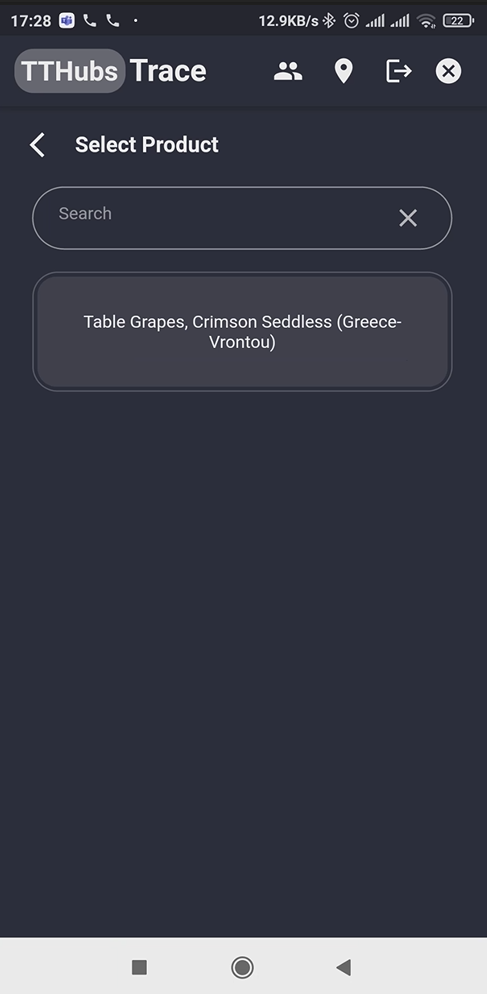 17:28 12.9KB/s 22
TTHubs Trace
Select Product
Search
Table Grapes, Crimson Seddless (Greece-
Vrontou)